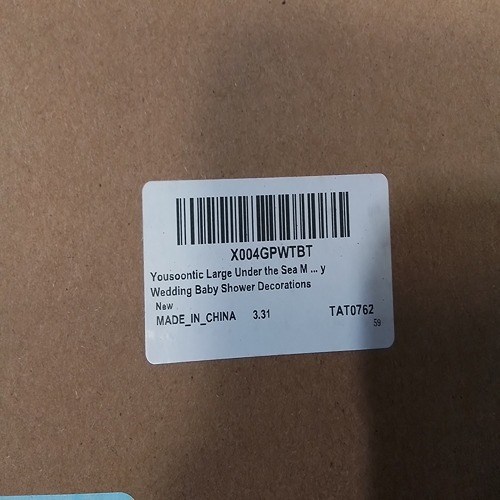 X004GPWTBT
Yousoontic Large Under the Sea M ... y
Wedding Baby Shower Decorations
New
MADE_IN_CHINA 3.31 TAT0762
59